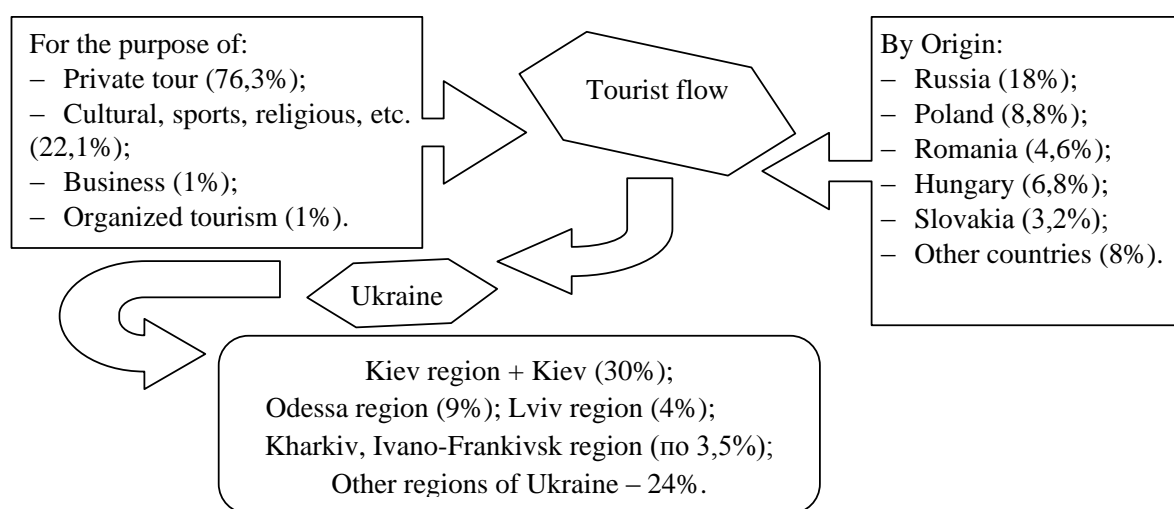 For the purpose of:
– Private tour (76,3%);
– Cultural, sports, religious, etc.
(22,1%);
– Business (1%);
– Organized tourism (1%).
Tourist flow
By Origin:
– Russia (18%);
– Poland (8,8%);
– Romania (4,6%);
– Hungary (6,8%);
– Slovakia (3,2%);
– Other countries (8%).
Ukraine
Kiev region + Kiev (30%);
Odessa region (9%); Lviv region (4%);
Kharkiv, Ivano-Frankivsk region (по 3,5%);
Other regions of Ukraine – 24%.